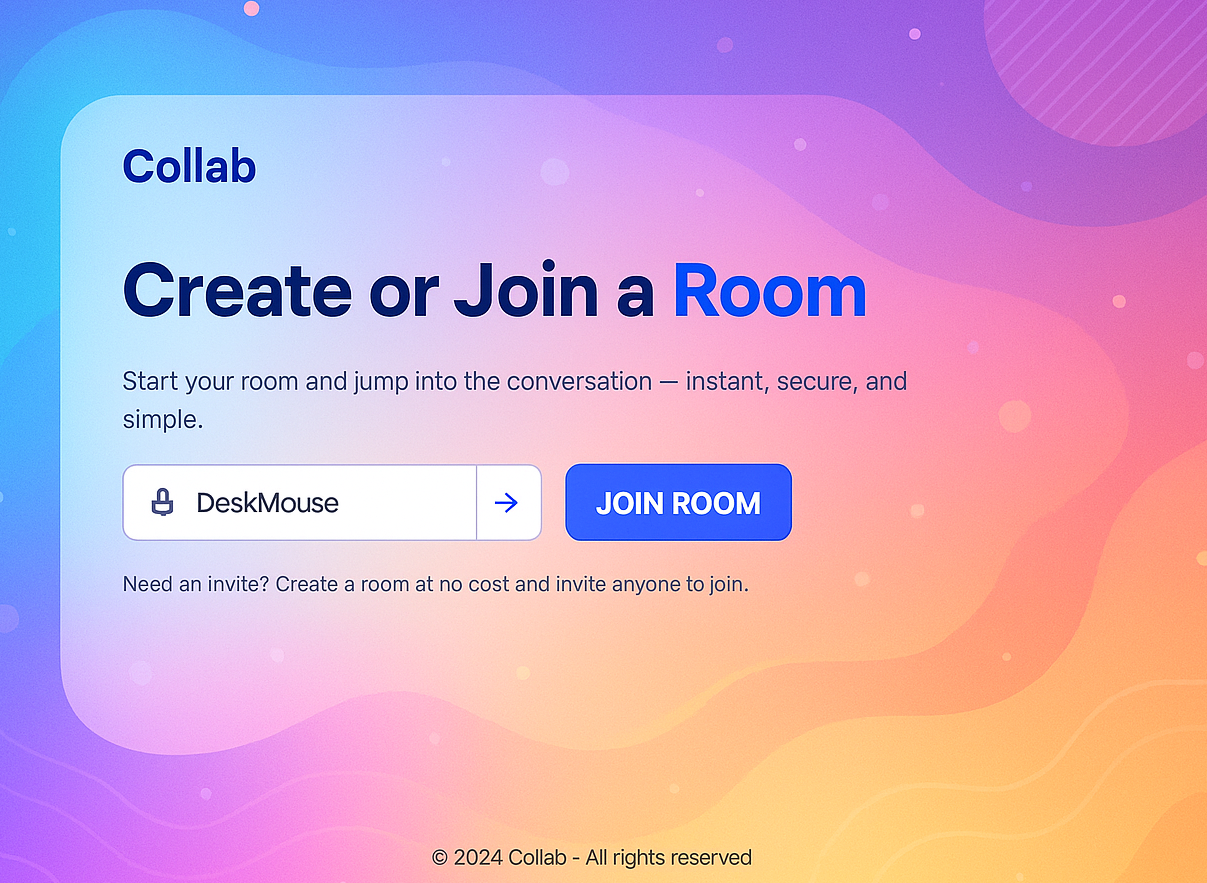 Collab
Create or Join a Room
Start your room and jump into the conversation — instant, secure, and
simple.
DeskMouse
JOIN ROOM
Need an invite? Create a room at no cost and invite anyone to join.
© 2024 Collab - All rights reserved